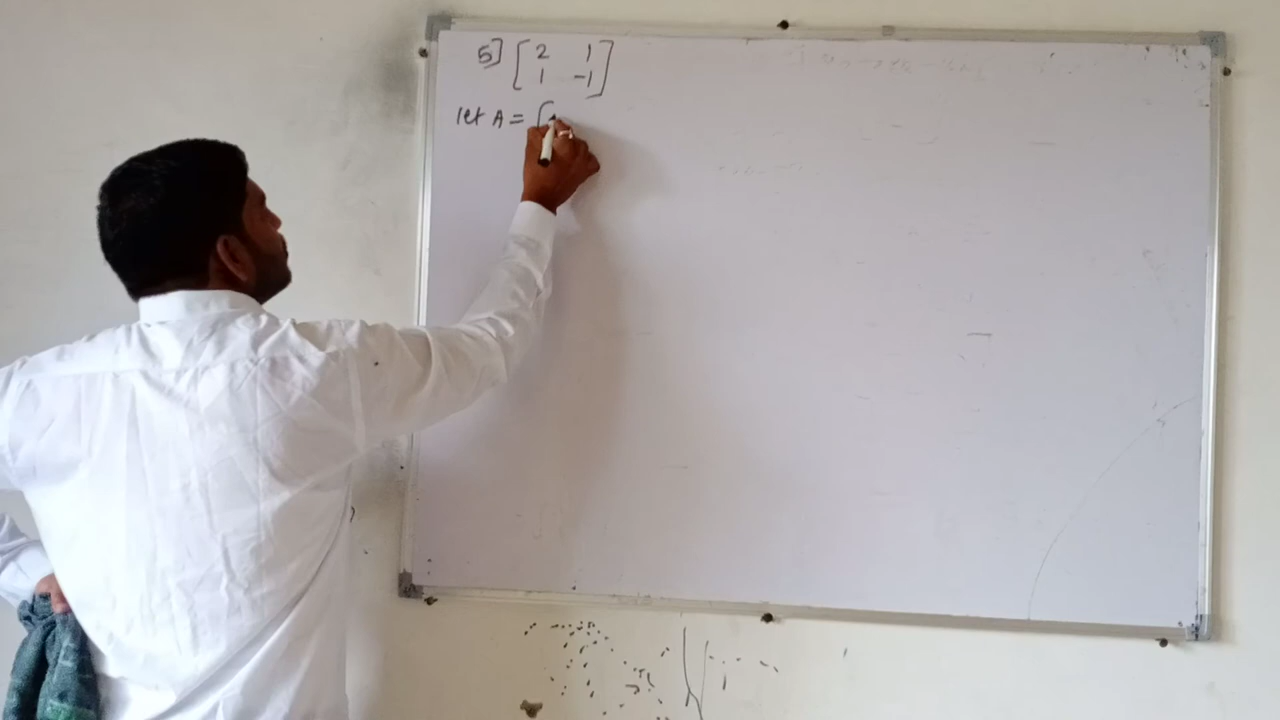 5] [ 2 1
1 -1 ]
let A = [